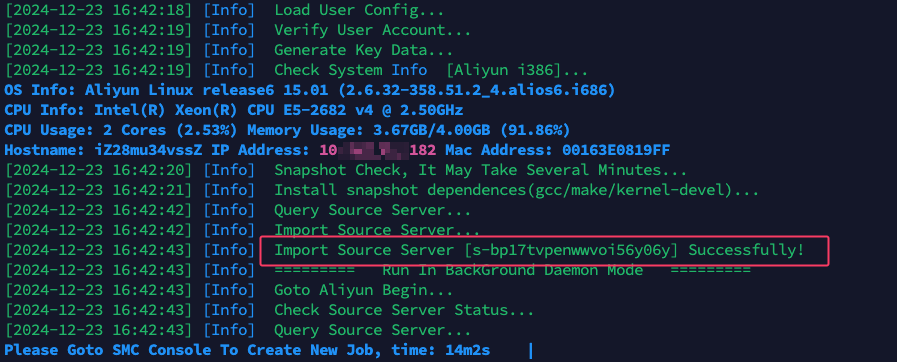 [2024-12-23 16:42:18] [Info] Load User Config...
[2024-12-23 16:42:19] [Info] Verify User Account...
[2024-12-23 16:42:19] [Info] Generate Key Data...
[2024-12-23 16:42:19] [Info] Check System Info [Aliyun i386]...
OS Info: Aliyun Linux release6 15.01 (2.6.32-358.51.2_4.alios6.i686)
CPU Info: Intel(R) Xeon(R) CPU E5-2682 v4 @ 2.50GHz
CPU Usage: 2 Cores (2.53%) Memory Usage: 3.67GB/4.00GB (91.86%)
Hostname: iZ28mu34vssZ IP Address: 10 182 Mac Address: 00163E0819FF
[2024-12-23 16:42:20] [Info] Snapshot Check, It May Take Several Minutes...
[2024-12-23 16:42:21] [Info] Install snapshot dependences(gcc/make/kernel-devel)...
[2024-12-23 16:42:42] [Info] Query Source Server...
[2024-12-23 16:42:42] [Info] Import Source Server...
[2024-12-23 16:42:43] [Info] Import Source Server [s-bp17tvpenwwvoi56y06y] Successfully!
[2024-12-23 16:42:43] [Info] ========= Run In BackGround Daemon Mode =========
[2024-12-23 16:42:43] [Info] Goto Aliyun Begin...
[2024-12-23 16:42:43] [Info] Check Source Server Status...
[2024-12-23 16:42:43] [Info] Query Source Server...
Please Goto SMC Console To Create New Job, time: 14m2s |